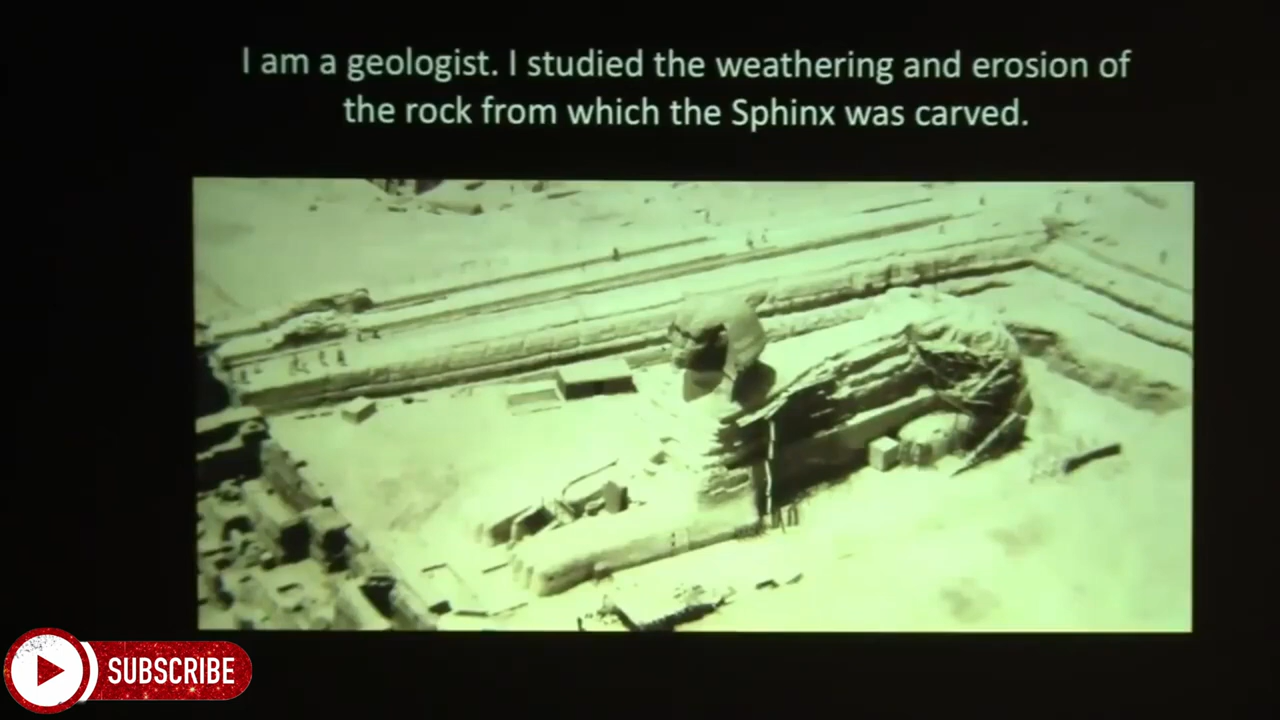 I am a geologist. I studied the weathering and erosion of
the rock from which the Sphinx was carved.
SUBSCRIBE